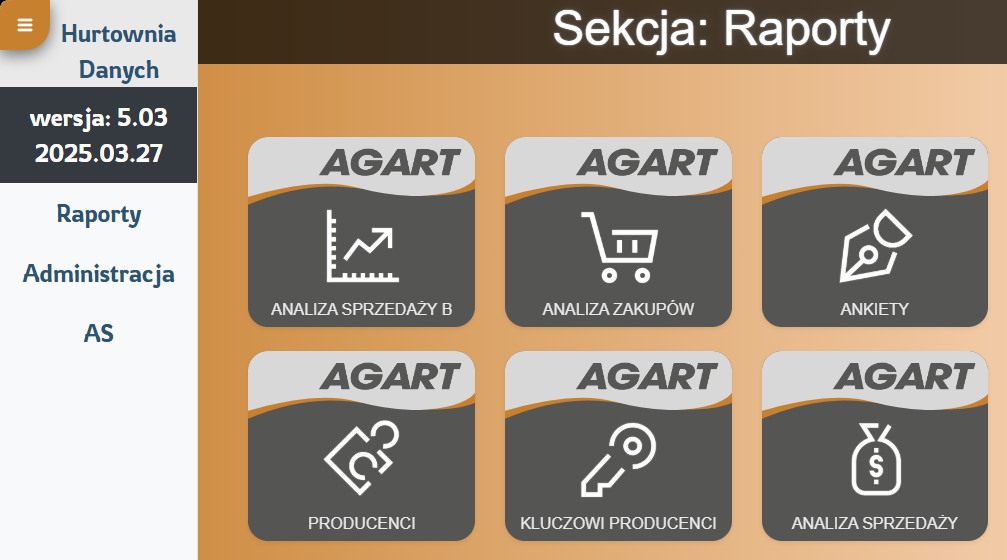 Hurtownia
Danych
wersja: 5.03
2025.03.27
Raporty
Administracja
AS
Sekcja: Raporty
AGART
ANALIZA SPRZEDAŻY B
AGART
ANALIZA ZAKUPÓW
AGART
ANKIETY
AGART
PRODUCENCI
AGART
KLUCZOWI PRODUCENCI
AGART
$
ANALIZA SPRZEDAŻY